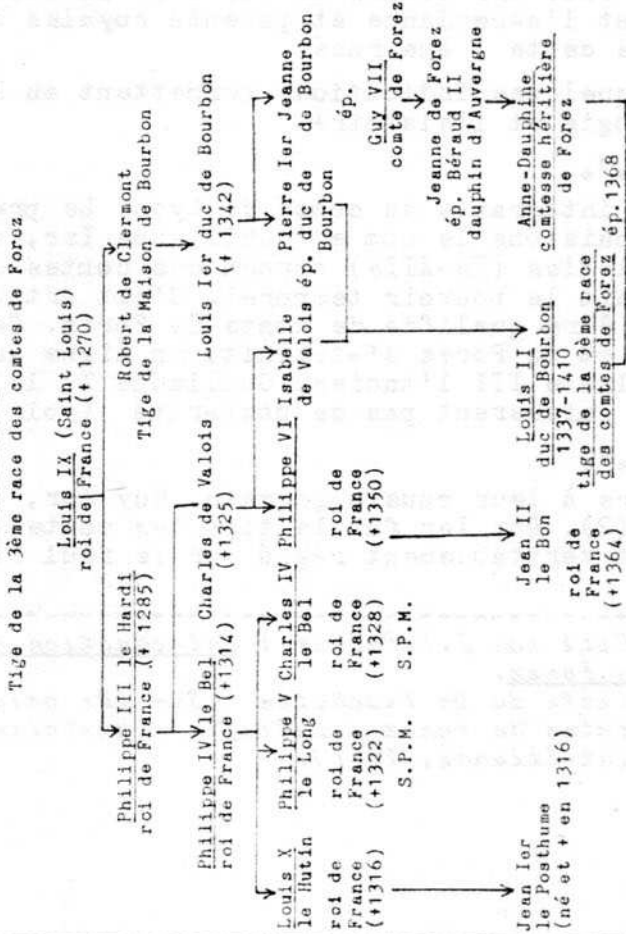 Tige de la 3ème race des comtes de Forez
Louis IX (Saint Louis)
roi de France (+ 1270)
Philippe III le Hardi Robert de Clermont
roi de France (+ 1285) Tige de la Maison de Bourbon
Philippe IV le Bel Charles de Valois Louis Ier duc de Bourbon
roi de France (+1314) (+1325) (+ 1342)
Louis X Philippe V Charles IV Philippe VI Isabelle Pierre Ier Jeanne
le Hutin le Long le Bel de Valois ép. duc de de Bourbon
Bourbon ép.
roi de roi de roi de roi de Guy VII
France France France France comte de Forez
(+1316) (+1322) (+1328) (+1350)
S.P.M. S.P.M. Jeanne de Forez
ép. Béraud II
dauphin d'Auvergne
Jean Ier Jean II Louis II Anne-Dauphine
le Posthume le Bon duc de Bourbon comtesse héritière
(né et + en 1316) roi de 1337-1410 de Forez
France tige de la 3ème race
(+1364) des comtes de Forez ép. 1368